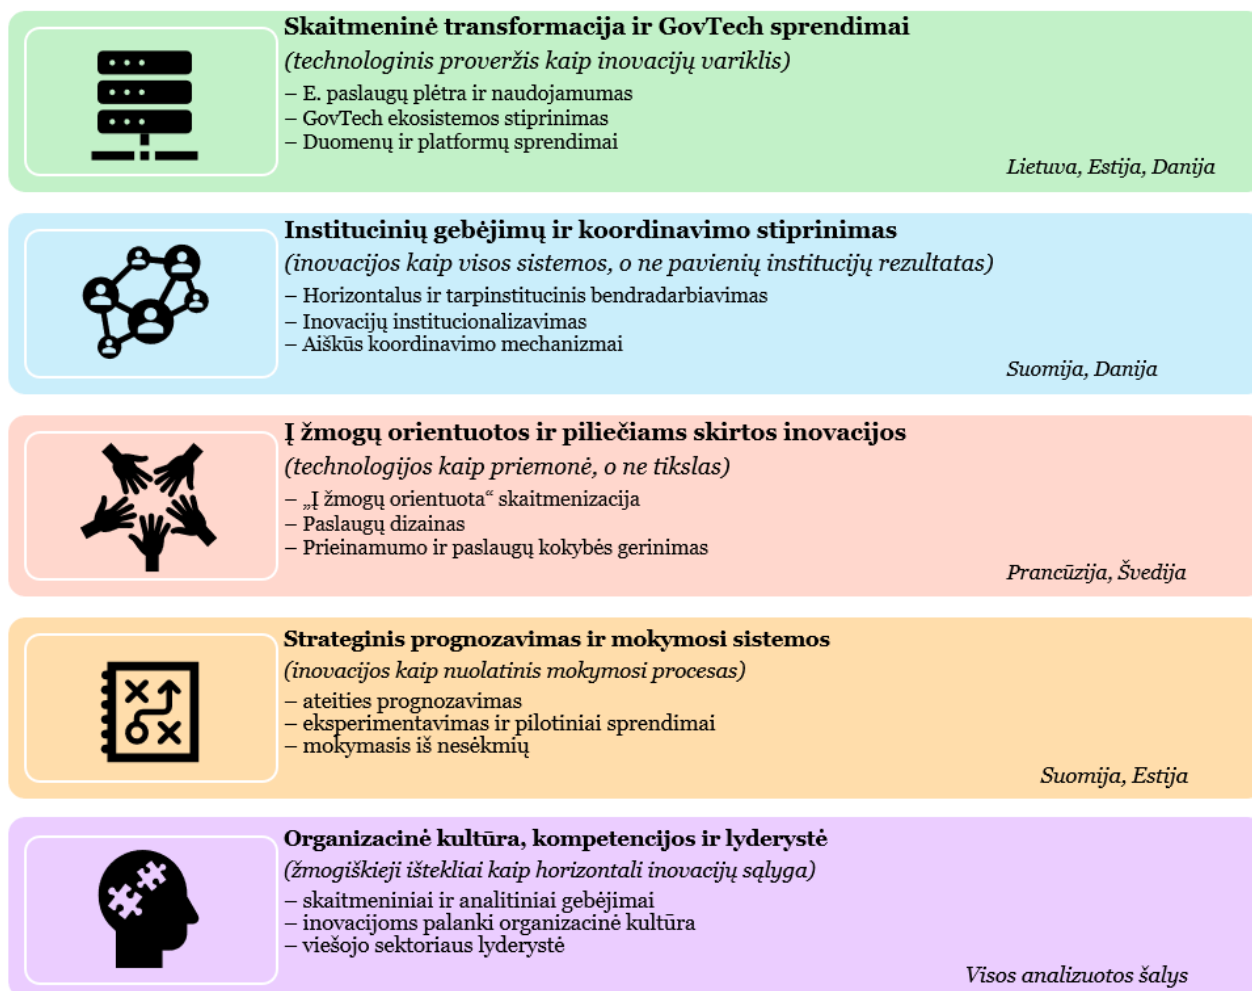 Skaitmeninė transformacija ir GovTech sprendimai
(technologinis proveržis kaip inovacijų variklis)
– E. paslaugų plėtra ir naudojamumas
– GovTech ekosistemos stiprinimas
– Duomenų ir platformų sprendimai
Lietuva, Estija, Danija
Institucinių gebėjimų ir koordinavimo stiprinimas
(inovacijos kaip visos sistemos, o ne pavienių institucijų rezultatas)
– Horizontalus ir tarpinstitucinis bendradarbiavimas
– Inovacijų institucionalizavimas
– Aiškūs koordinavimo mechanizmai
Suomija, Danija
Į žmogų orientuotos ir piliečiams skirtos inovacijos
(technologijos kaip priemonė, o ne tikslas)
– „Į žmogų orientuota“ skaitmenizacija
– Paslaugų dizainas
– Prieinamumo ir paslaugų kokybės gerinimas
Prancūzija, Švedija
Strateginis prognozavimas ir mokymosi sistemos
(inovacijos kaip nuolatinis mokymosi procesas)
– ateities prognozavimas
– eksperimentavimas ir pilotiniai sprendimai
– mokymasis iš nesėkmių
Suomija, Estija
Organizacinė kultūra, kompetencijos ir lyderystė
(žmogiškieji ištekliai kaip horizontali inovacijų sąlyga)
– skaitmeniniai ir analitiniai gebėjimai
– inovacijoms palanki organizacinė kultūra
– viešojo sektoriaus lyderystė
Visos analizuotos šalys